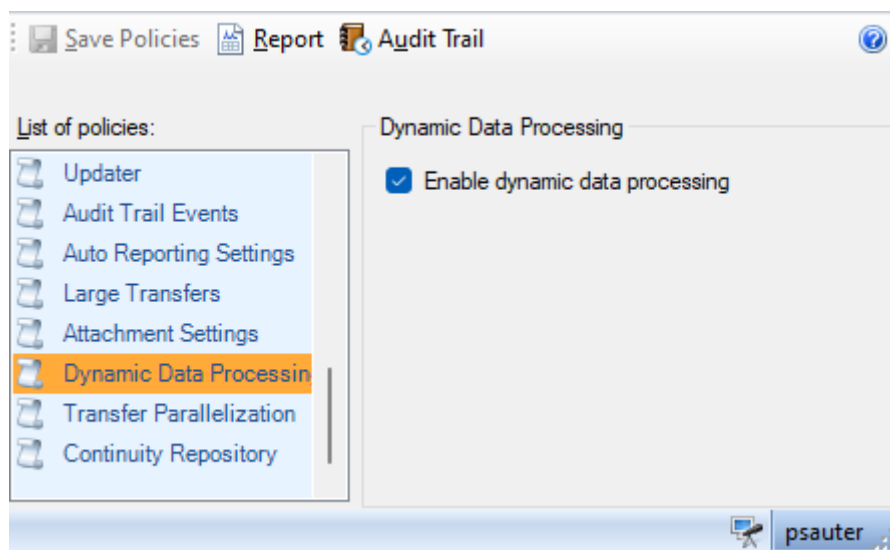 Save Policies Report Audit Trail
List of policies:
Updater
Audit Trail Events
Auto Reporting Settings
Large Transfers
Attachment Settings
Dynamic Data Processin
Transfer Parallelization
Continuity Repository
Dynamic Data Processing
Enable dynamic data processing
psauter